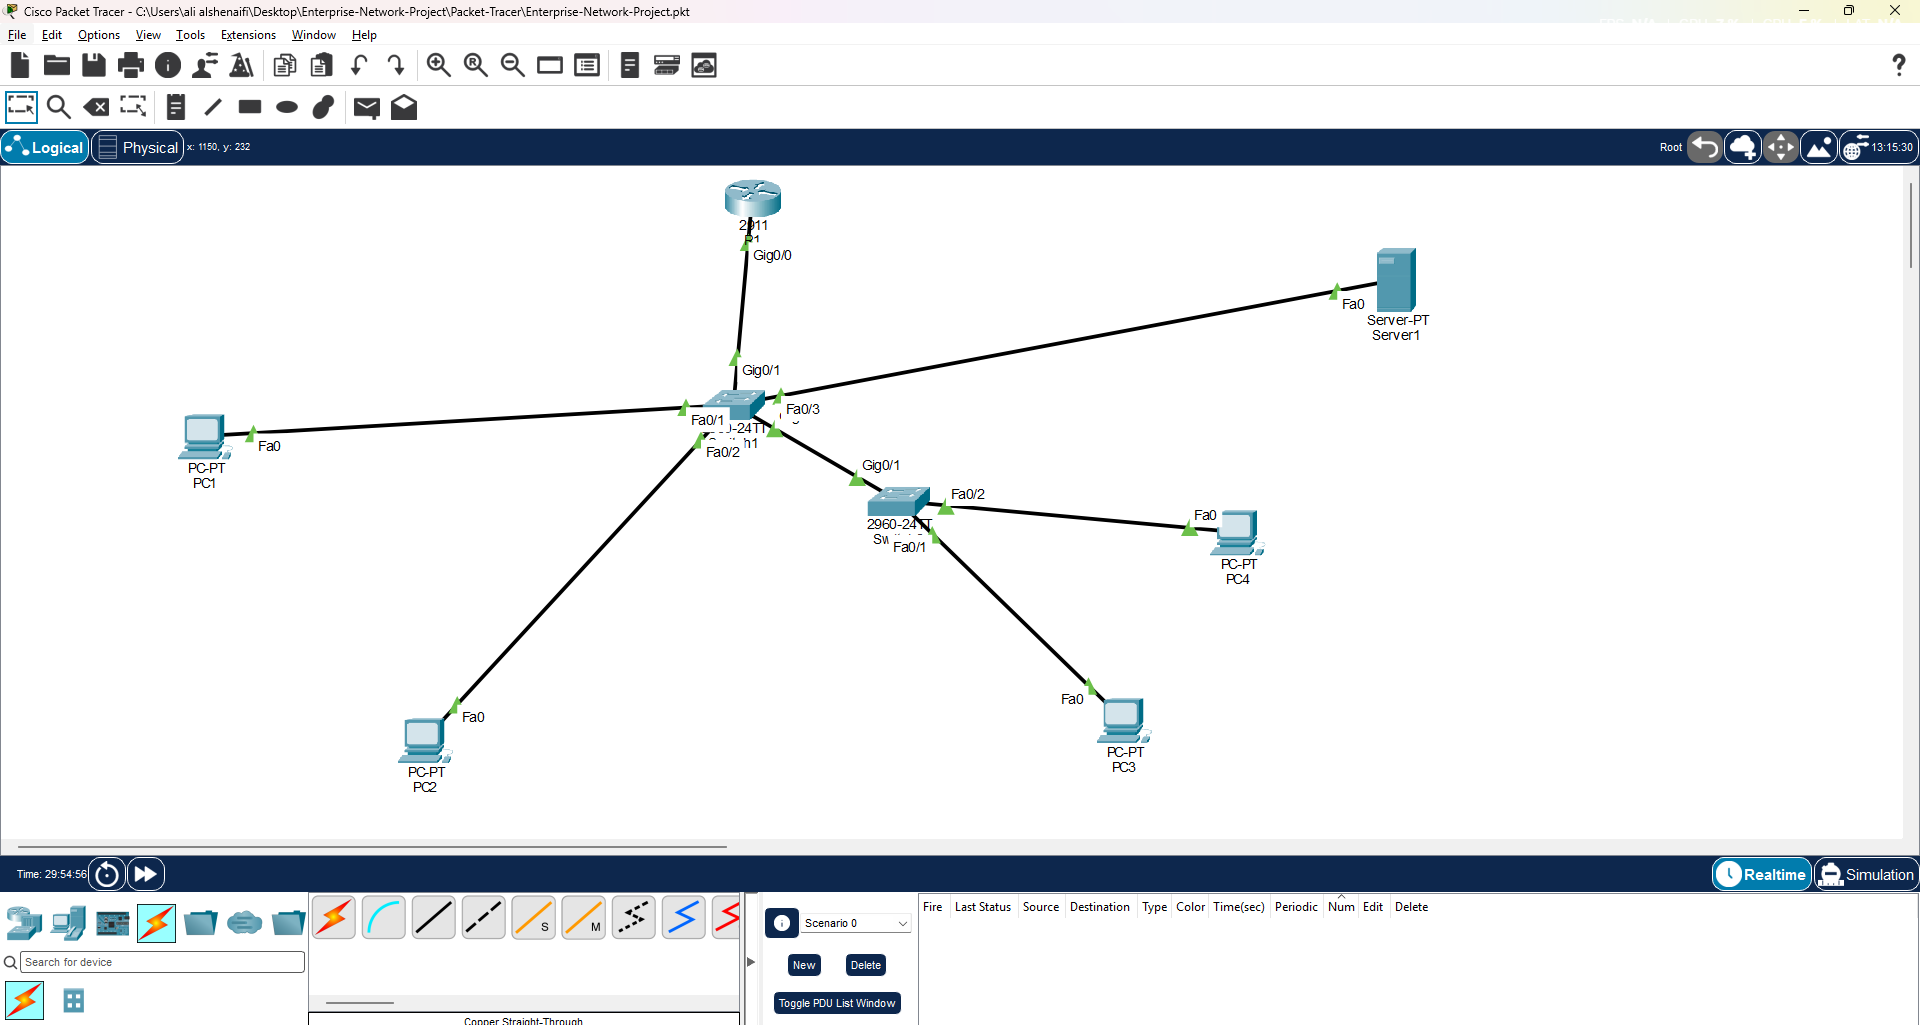 Cisco Packet Tracer - C:\Users\ali alshenaifi\Desktop\Enterprise-Network-Project\Packet-Tracer\Enterprise-Network-Project.pkt
File Edit Options View Tools Extensions Window Help
Logical Physical x: 1150, y: 232 Root 13:15:30
2911
R1
Gig0/0
Fa0
Server-PT
Server1
Gig0/1
Fa0/3
Fa0/1
Fa0/2
Fa0
PC-PT
PC1
Gig0/1
Fa0/2
2960-24TT
Fa0/1
Fa0
PC-PT
PC4
Fa0
PC-PT
PC3
Fa0
PC-PT
PC2
Time: 29:54:56 Realtime Simulation
S M
Search for device
Copper Straight-Through
Scenario 0
New Delete
Toggle PDU List Window
Fire Last Status Source Destination Type Color Time(sec) Periodic Num Edit Delete